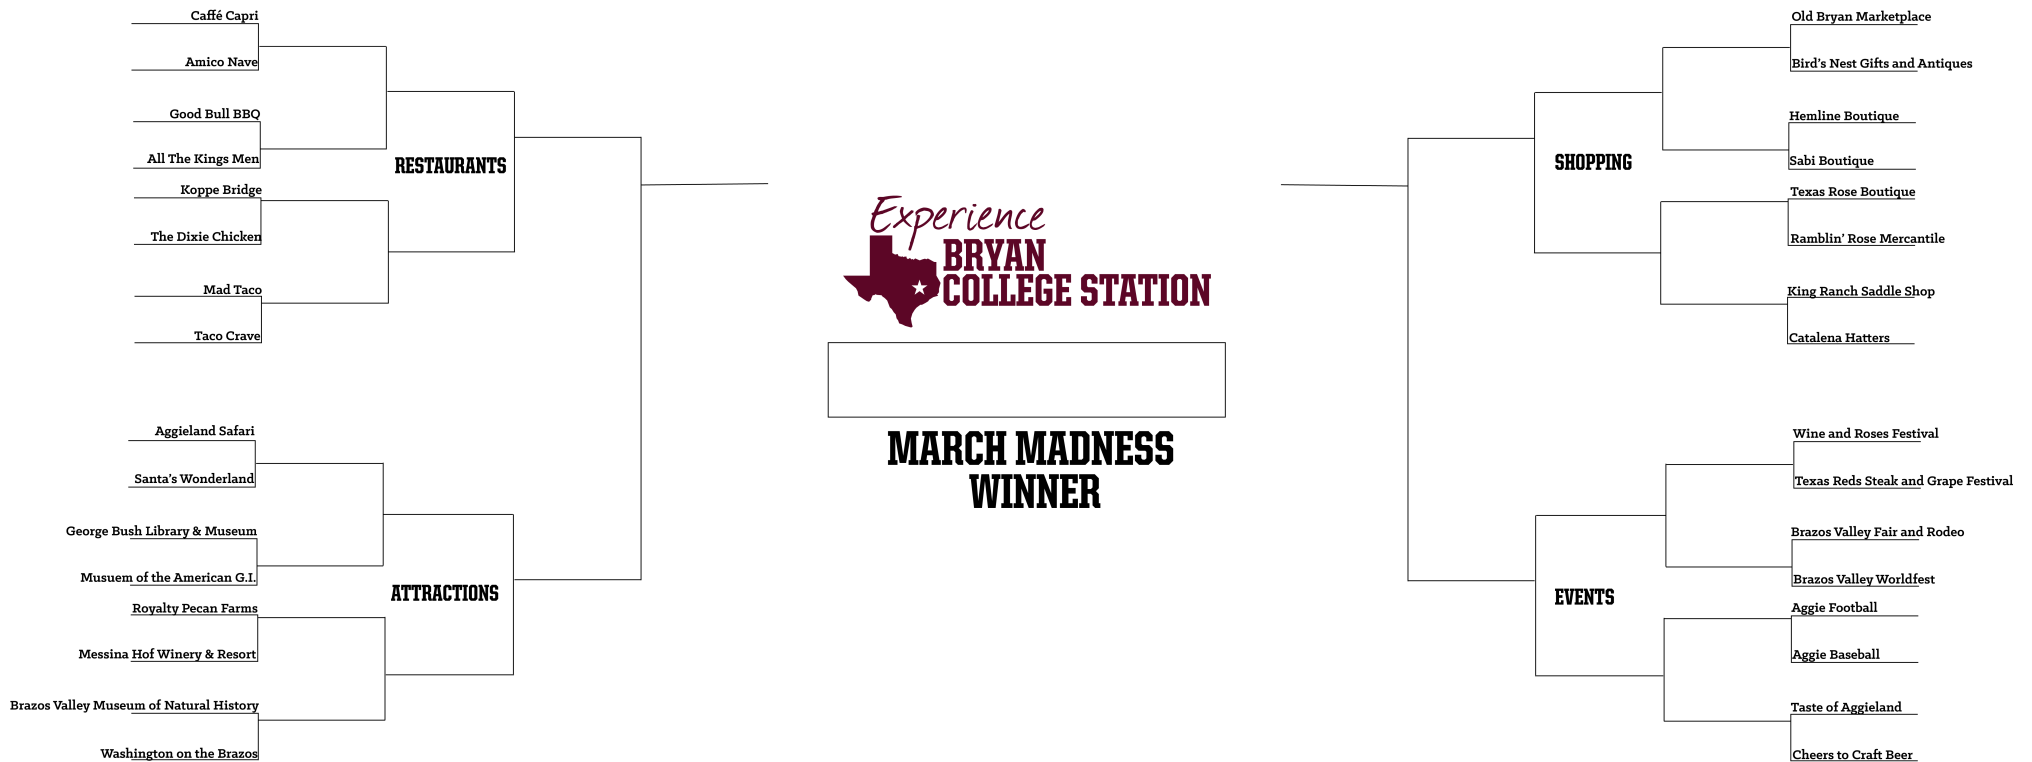 Caffé Capri
Amico Nave
Good Bull BBQ
All The Kings Men
RESTAURANTS
Koppe Bridge
The Dixie Chicken
Mad Taco
Taco Crave
Aggieland Safari
Santa's Wonderland
George Bush Library & Museum
Musuem of the American G.I.
ATTRACTIONS
Royalty Pecan Farms
Messina Hof Winery & Resort
Brazos Valley Museum of Natural History
Washington on the Brazos
Experience
BRYAN
COLLEGE STATION
MARCH MADNESS
WINNER
Old Bryan Marketplace
Bird's Nest Gifts and Antiques
Hemline Boutique
Sabi Boutique
SHOPPING
Texas Rose Boutique
Ramblin' Rose Mercantile
King Ranch Saddle Shop
Catalena Hatters
Wine and Roses Festival
Texas Reds Steak and Grape Festival
Brazos Valley Fair and Rodeo
Brazos Valley Worldfest
EVENTS
Aggie Football
Aggie Baseball
Taste of Aggieland
Cheers to Craft Beer